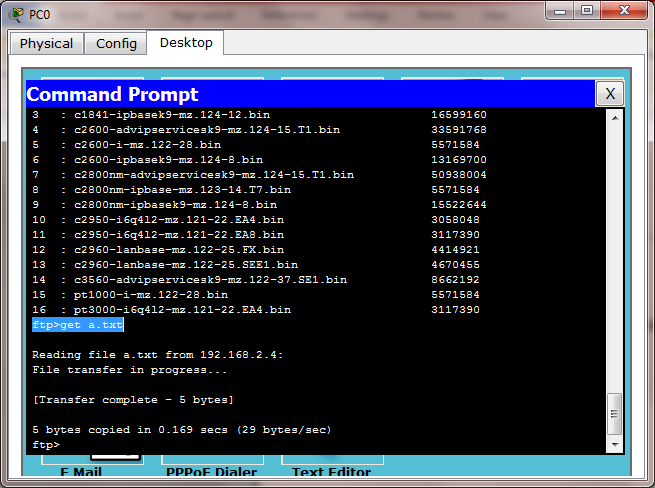 PC0
Physical Config Desktop
Command Prompt X
3 : c1841-ipbasek9-mz.124-12.bin 16599160
4 : c2600-advipservicesk9-mz.124-15.T1.bin 33591768
5 : c2600-i-mz.122-28.bin 5571584
6 : c2600-ipbasek9-mz.124-8.bin 13169700
7 : c2800nm-advipservicesk9-mz.124-15.T1.bin 50938004
8 : c2800nm-ipbase-mz.123-14.T7.bin 5571584
9 : c2800nm-ipbasek9-mz.124-8.bin 15522644
10 : c2950-i6q4l2-mz.121-22.EA4.bin 3058048
11 : c2950-i6q4l2-mz.121-22.EA8.bin 3117390
12 : c2960-lanbase-mz.122-25.FX.bin 4414921
13 : c2960-lanbase-mz.122-25.SEE1.bin 4670455
14 : c3560-advipservicesk9-mz.122-37.SE1.bin 8662192
15 : pt1000-i-mz.122-28.bin 5571584
16 : pt3000-i6q4l2-mz.121-22.EA4.bin 3117390
ftp>get a.txt
Reading file a.txt from 192.168.2.4:
File transfer in progress...
[Transfer complete - 5 bytes]
5 bytes copied in 0.169 secs (29 bytes/sec)
ftp>
E Mail PPPoE Dialer Text Editor